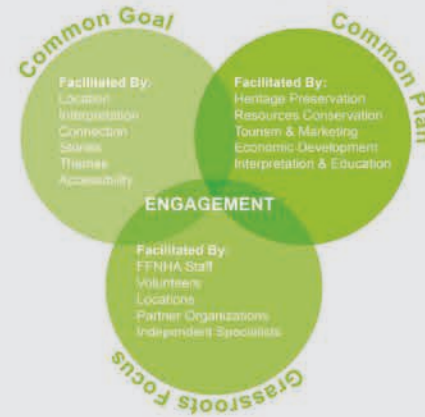 Common Goal
Facilitated By:
Location
Interpretation
Connection
Stories
Themes
Accessibility
Common Plan
Facilitated By:
Heritage Preservation
Resources Conservation
Tourism & Marketing
Economic Development
Interpretation & Education
ENGAGEMENT
Facilitated By:
FFNHA Staff
Volunteers
Locations
Partner Organizations
Independent Specialists
Grassroots Focus